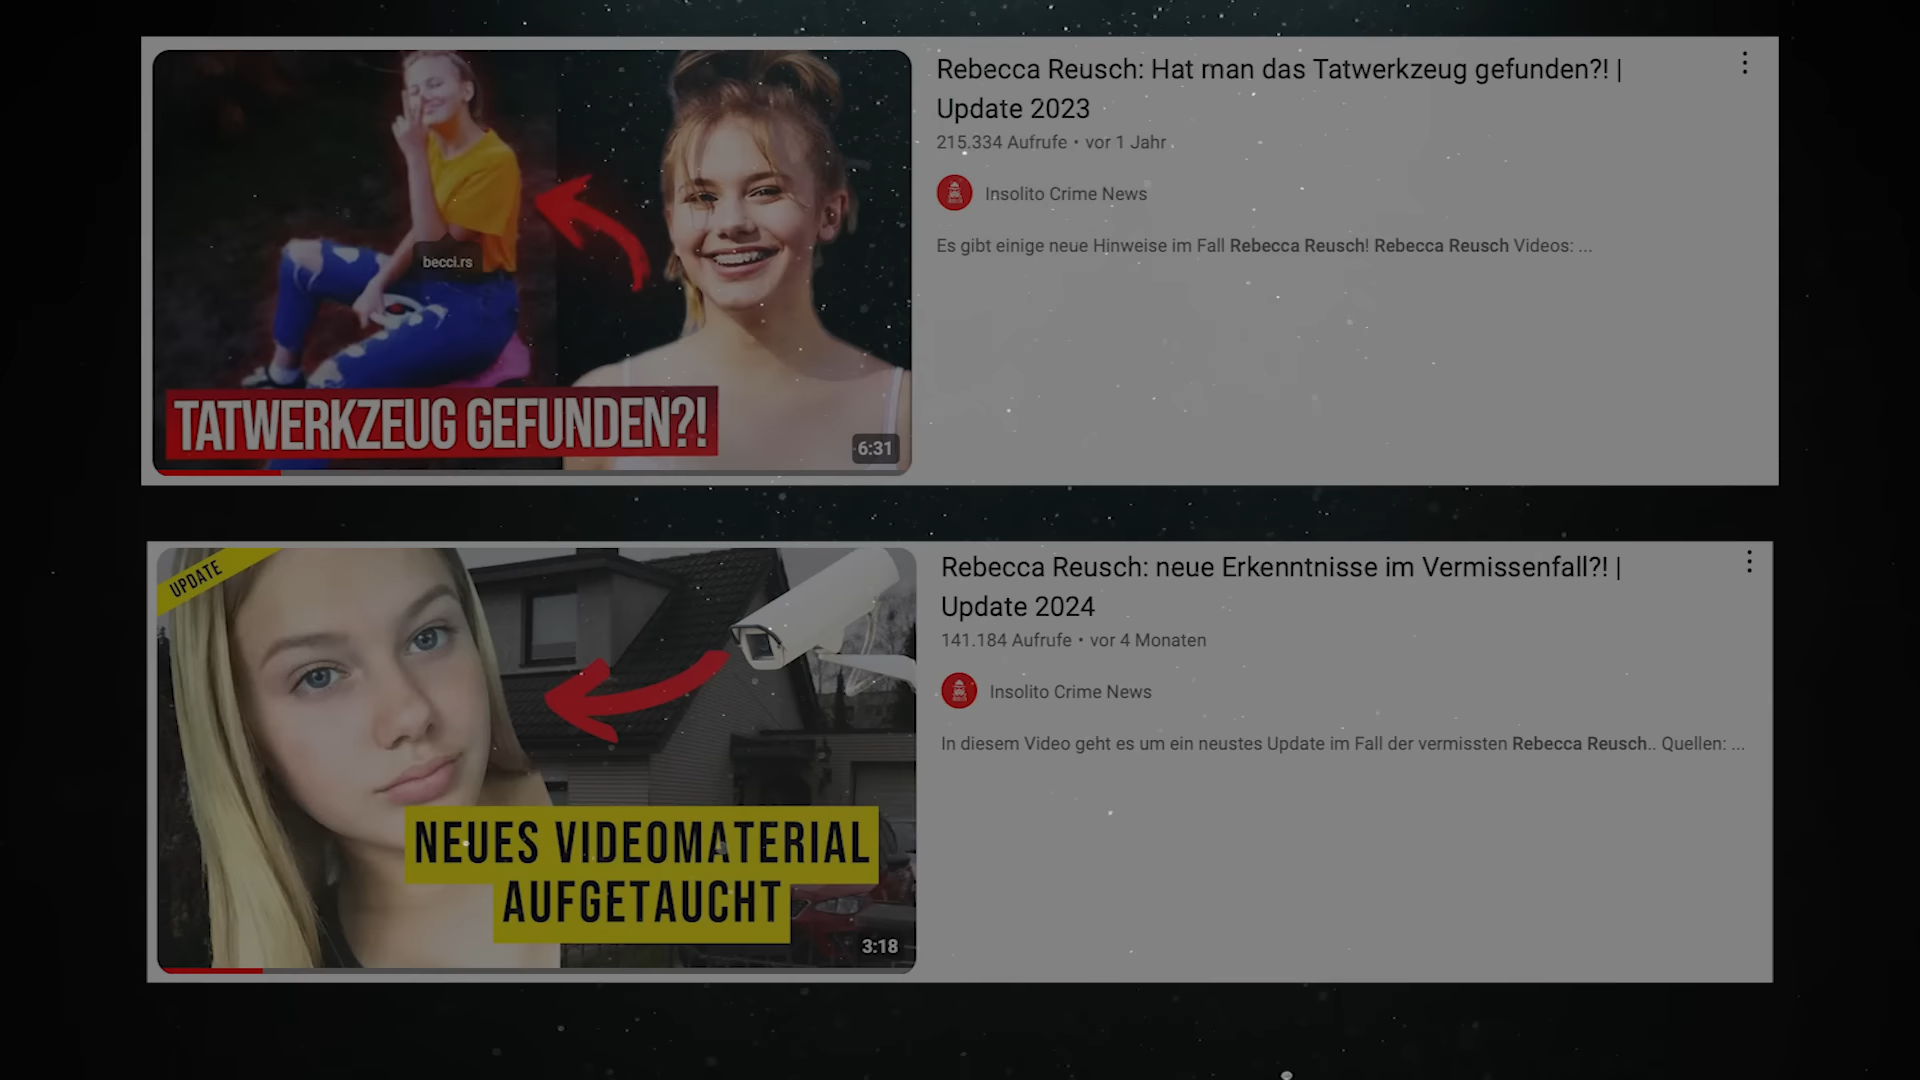 Rebecca Reusch: Hat man das Tatwerkzeug gefunden?! |
Update 2023
215.334 Aufrufe • vor 1 Jahr
Insolito Crime News
Es gibt einige neue Hinweise im Fall Rebecca Reusch! Rebecca Reusch Videos: ...
becci.rs
TATWERKZEUG GEFUNDEN?!
6:31
Rebecca Reusch: neue Erkenntnisse im Vermissenfall?! |
Update 2024
141.184 Aufrufe • vor 4 Monaten
Insolito Crime News
In diesem Video geht es um ein neustes Update im Fall der vermissten Rebecca Reusch.. Quellen: ...
UPDATE
NEUES VIDEOMATERIAL
AUFGETAUCHT
3:18